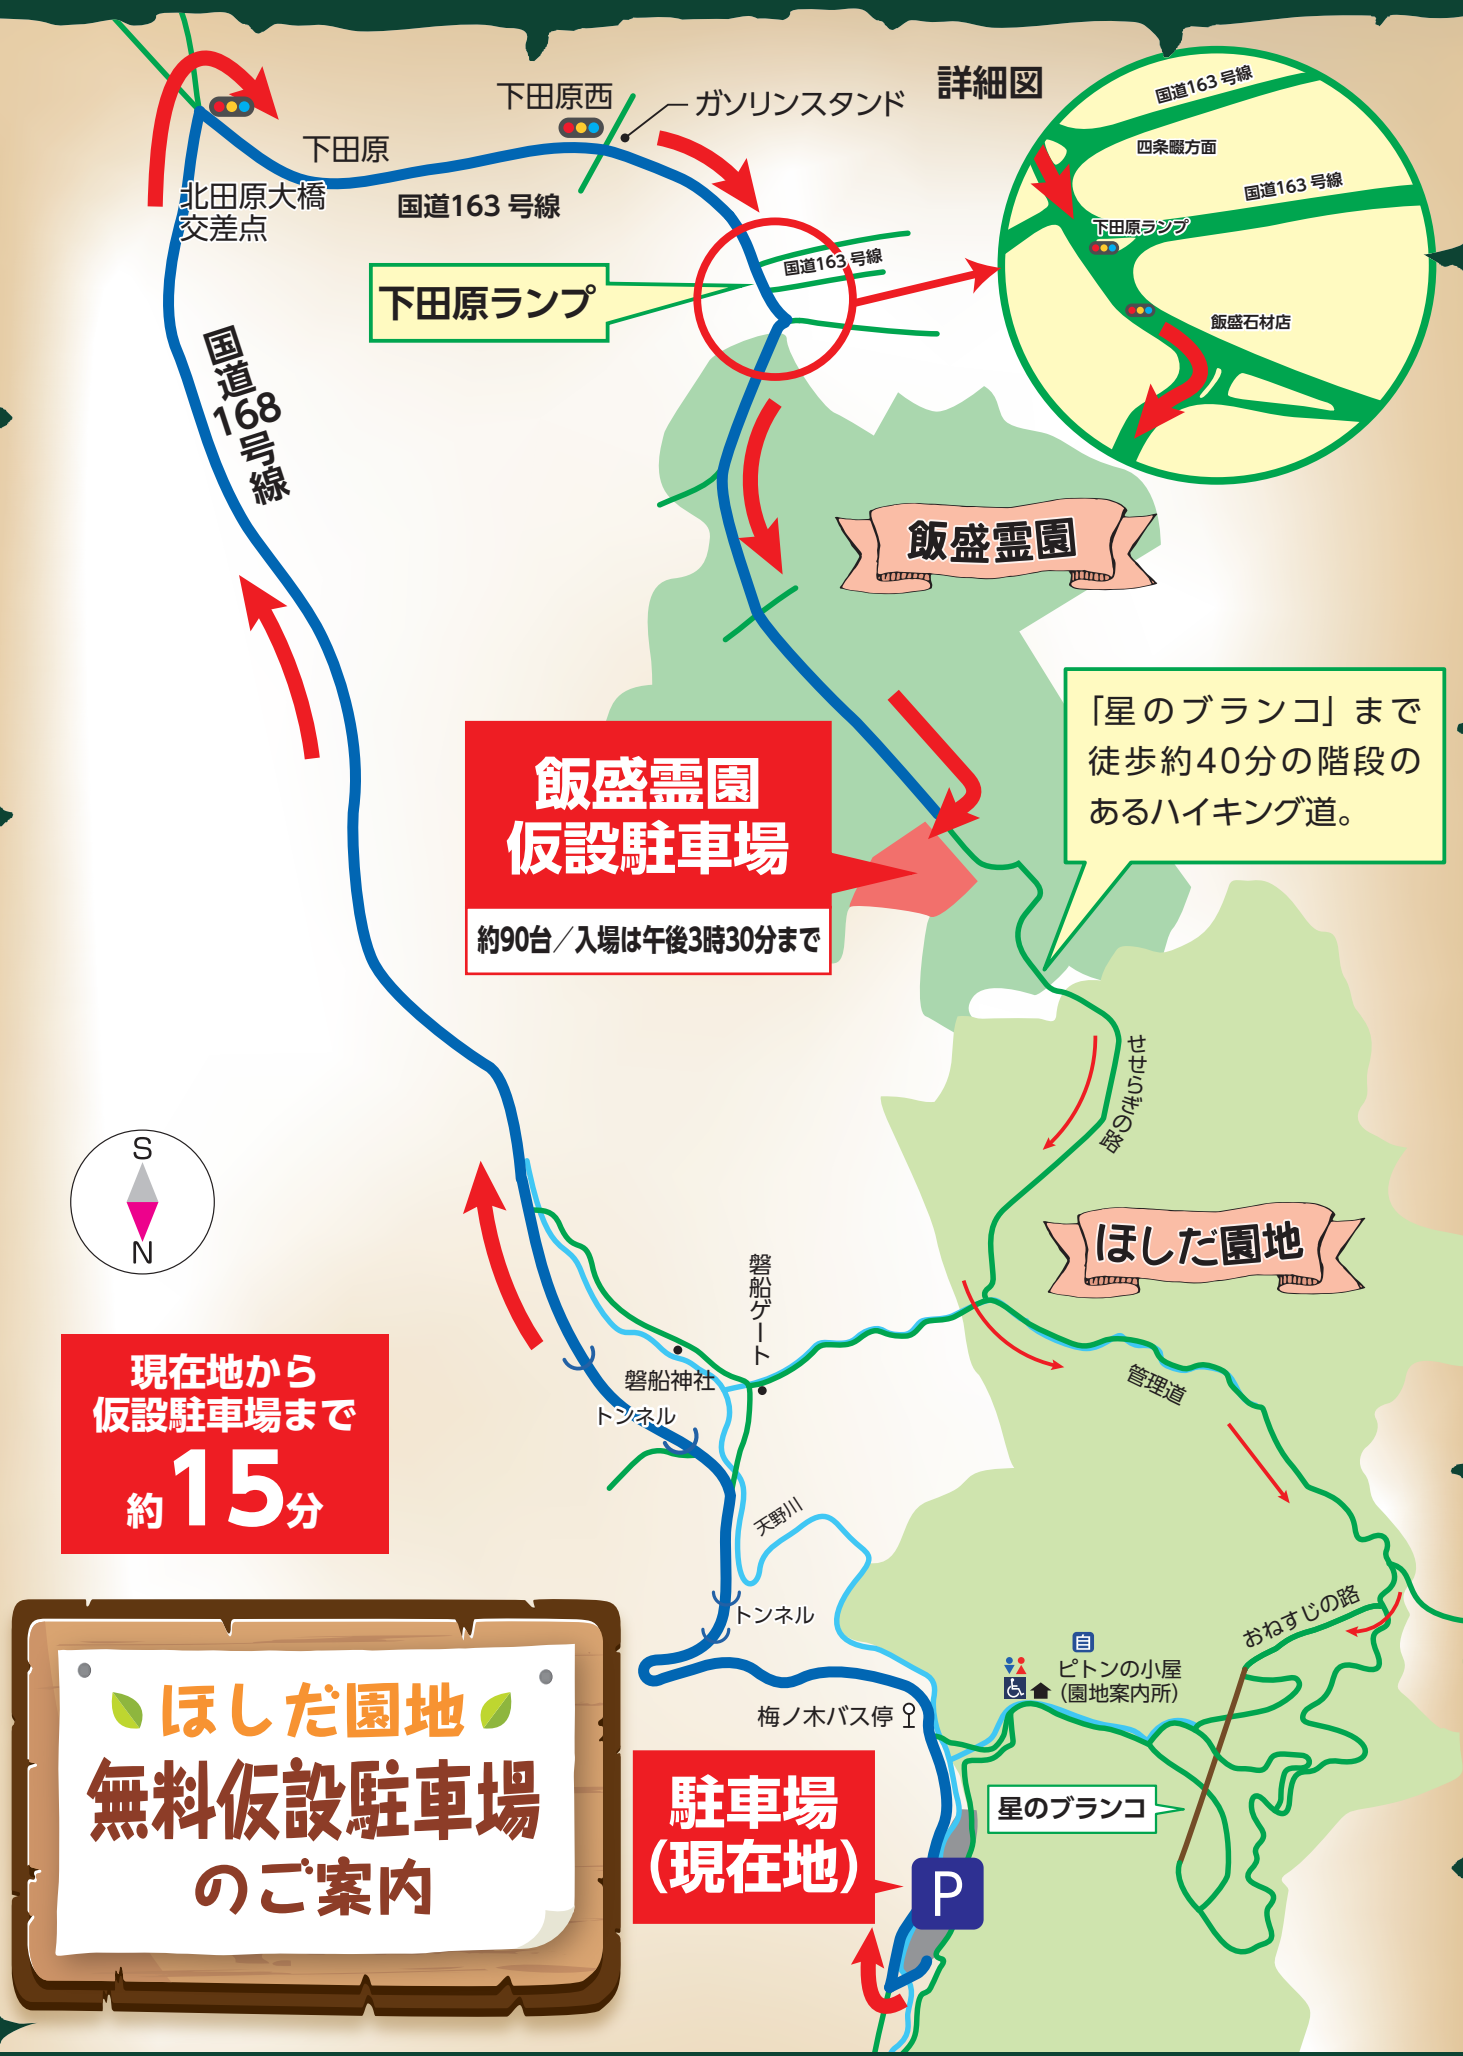 詳細図
国道163号線
四条畷方面
国道163号線
下田原ランプ
飯盛石材店
下田原西
ガソリンスタンド
下田原
北田原大橋
交差点
国道163号線
国道163号線
下田原ランプ
国道168号線
飯盛霊園
「星のブランコ」まで
徒歩約40分の階段の
あるハイキング道。
飯盛霊園
仮設駐車場
約90台／入場は午後3時30分まで
せせらぎの路
S
N
ほしだ園地
磐船ゲート
現在地から
仮設駐車場まで
約15分
磐船神社
トンネル
管理道
天野川
トンネル
おねすじの路
ピトンの小屋
(園地案内所)
梅ノ木バス停
星のブランコ
駐車場
(現在地)
P
ほしだ園地
無料仮設駐車場
のご案内